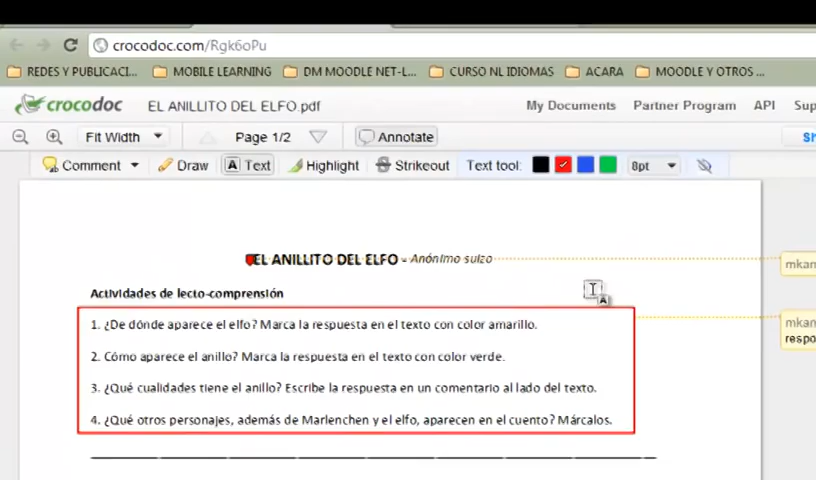 crocodoc.com/Rgk6oPu
REDES Y PUBLICACI... MOBILE LEARNING DM MOODLE NET-L... CURSO NL IDIOMAS ACARA MOODLE Y OTROS ...
crocodoc EL ANILLITO DEL ELFO pdf My Documents Partner Program API Sup
Fit Width Page 1/2 Annotate Sh
Comment Draw A Text Highlight Strikeout Text tool: 8pt
EL ANILLITO DEL ELFO - Anónimo suizo
mkam
Actividades de lecto-comprensión
1. ¿De dónde aparece el elfo? Marca la respuesta en el texto con color amarillo.
mkam
respo
2. Cómo aparece el anillo? Marca la respuesta en el texto con color verde.
3. ¿Qué cualidades tiene el anillo? Escribe la respuesta en un comentario al lado del texto.
4. ¿Qué otros personajes, además de Marlenchen y el elfo, aparecen en el cuento? Márcalos.